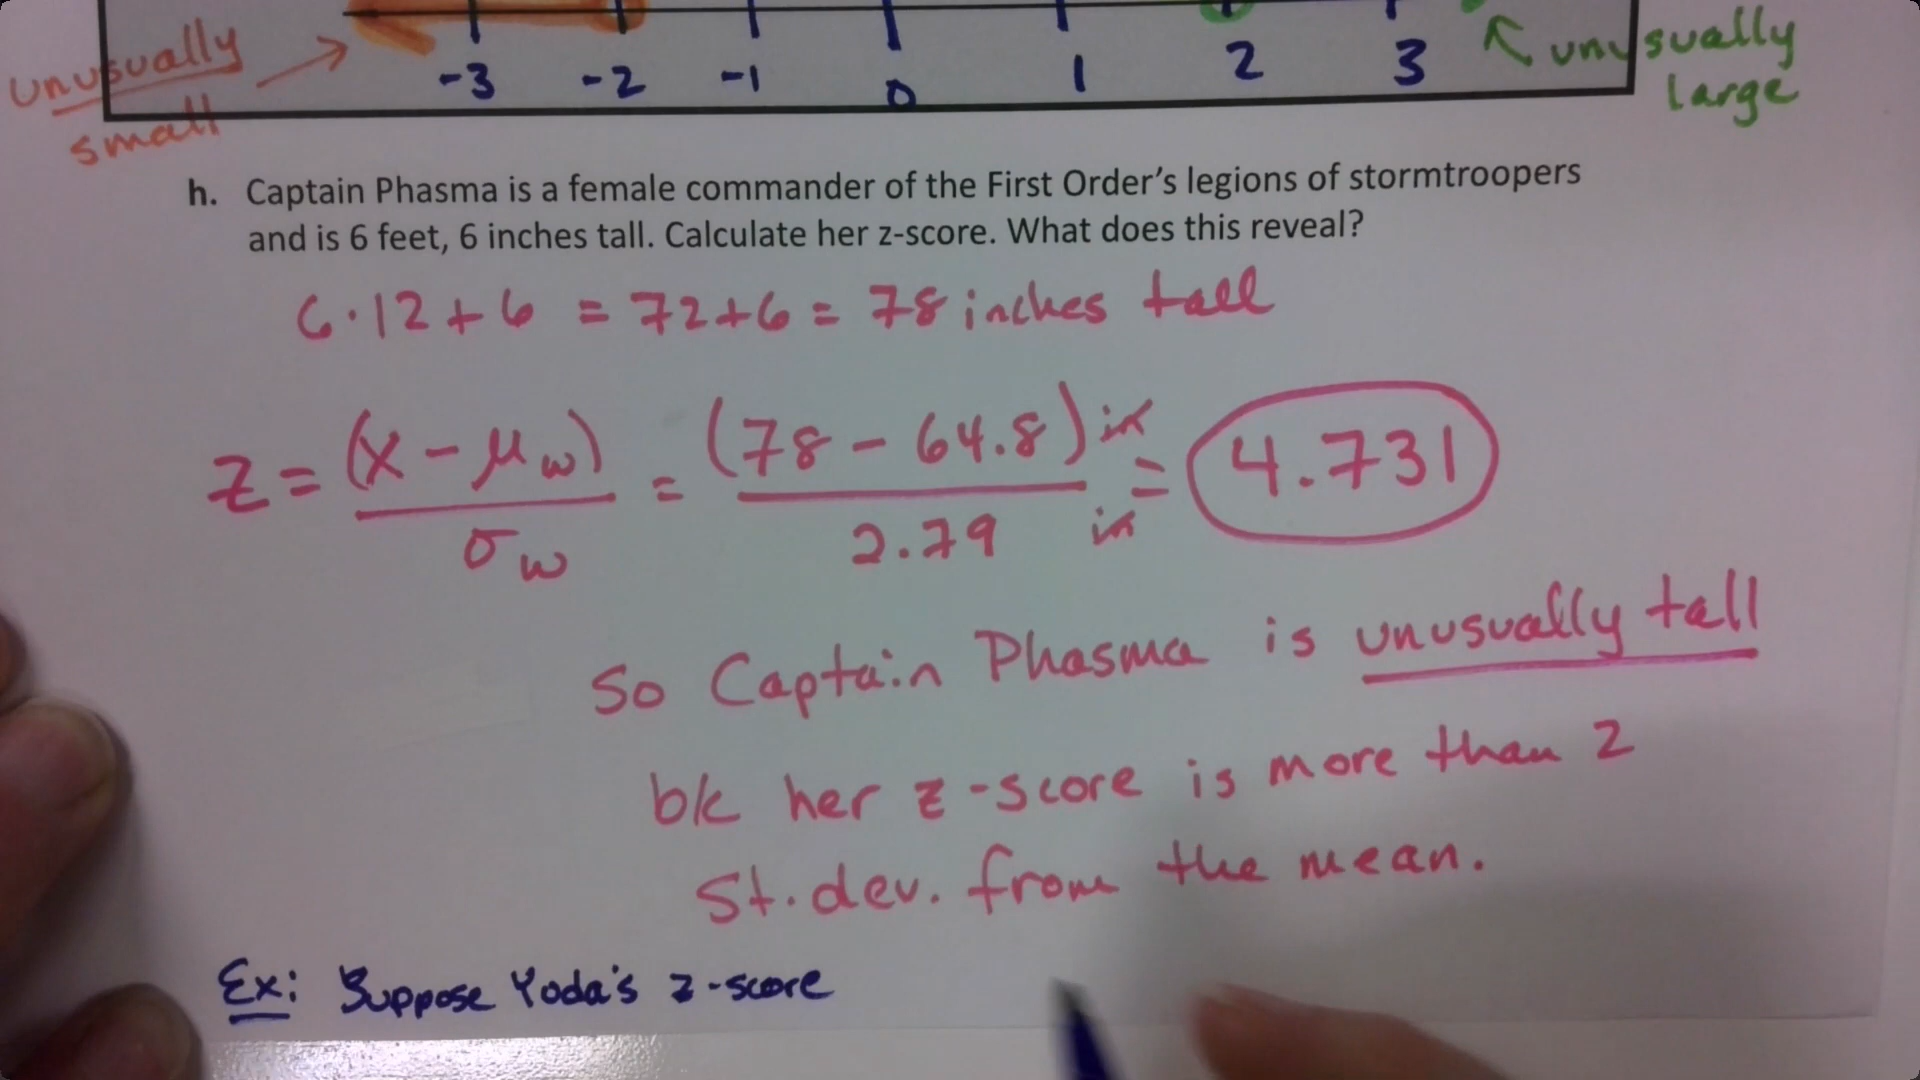 unusually
small
-3 -2 -1 0 1 2 3
unusually
large
h. Captain Phasma is a female commander of the First Order's legions of stormtroopers
and is 6 feet, 6 inches tall. Calculate her z-score. What does this reveal?
6·12+6 = 72+6 = 78 inches tall
z = (x - μw) / σw = (78 - 64.8) in / 2.79 in = 4.731
So Captain Phasma is unusually tall
bk her z-score is more than 2
St. dev. from the mean.
Ex: Suppose Yoda's z-score